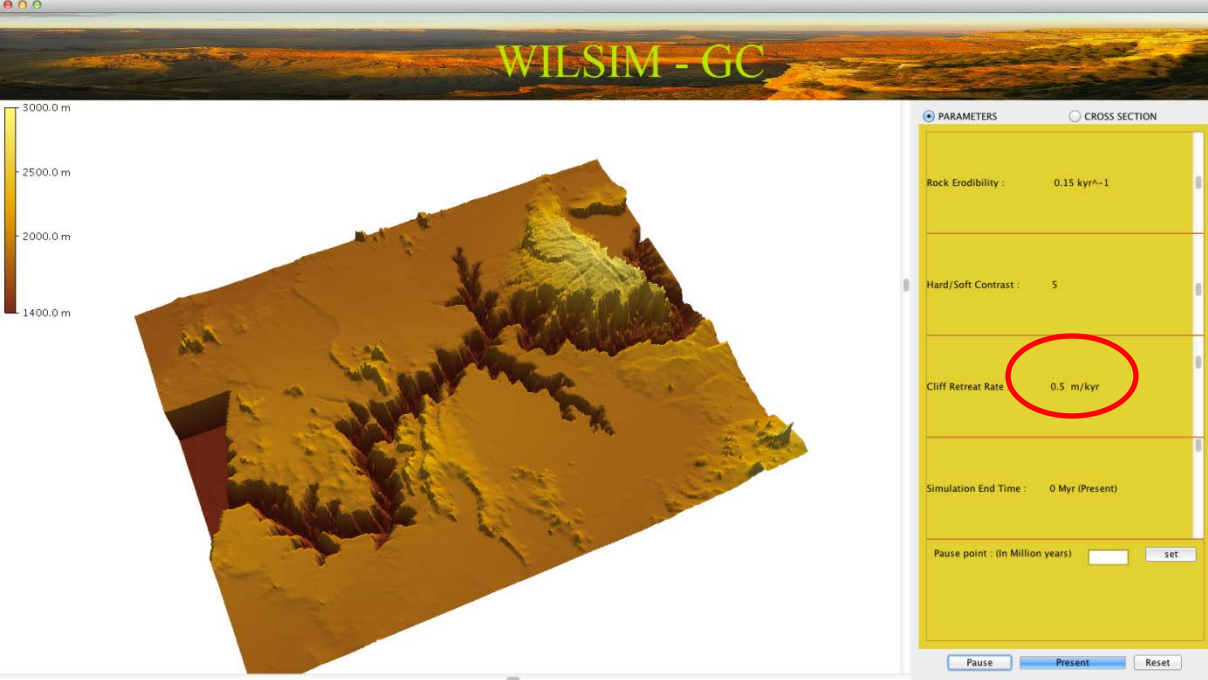 WILSIM - GC
3000.0 m
2500.0 m
2000.0 m
1400.0 m
PARAMETERS CROSS SECTION
Rock Erodibility : 0.15 kyr^-1
Hard/Soft Contrast : 5
Cliff Retreat Rate 0.5 m/kyr
Simulation End Time : 0 Myr (Present)
Pause point : (In Million years) set
Pause Present Reset